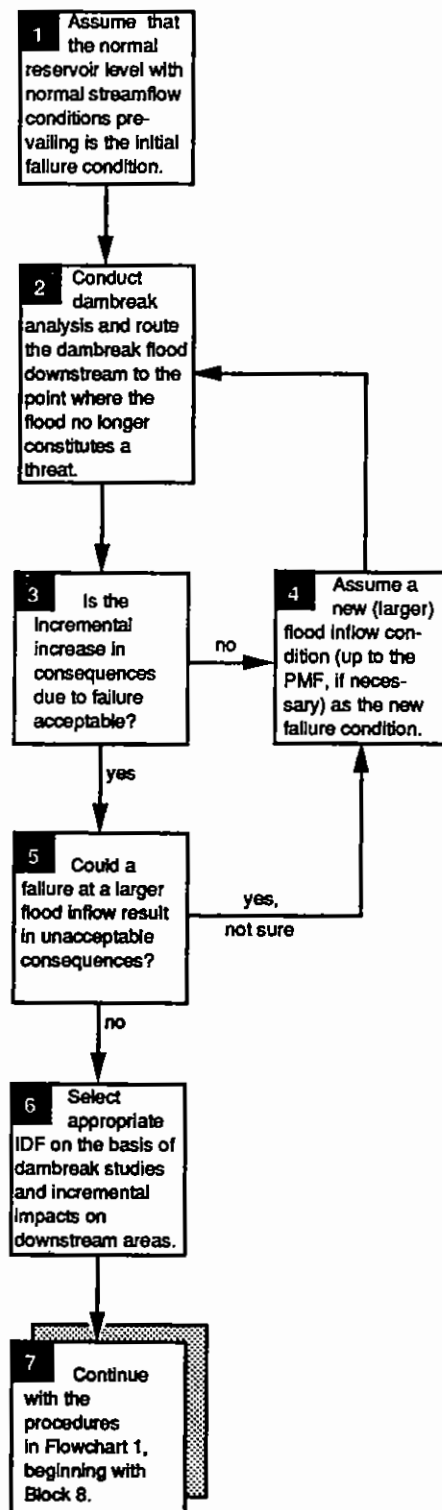 1 Assume that
the normal
reservoir level with
normal streamflow
conditions pre-
vailing is the initial
failure condition.
2 Conduct
dambreak
analysis and route
the dambreak flood
downstream to the
point where the
flood no longer
constitutes a
threat.
3 Is the
incremental
increase in
consequences
due to failure
acceptable?
no
4 Assume a
new (larger)
flood inflow con-
dition (up to the
PMF, if neces-
sary) as the new
failure condition.
yes
5 Could a
failure at a larger
flood inflow result
in unacceptable
consequences?
yes,
not sure
no
6 Select
appropriate
IDF on the basis of
dambreak studies
and incremental
impacts on
downstream areas.
7 Continue
with the
procedures
in Flowchart 1,
beginning with
Block 8.